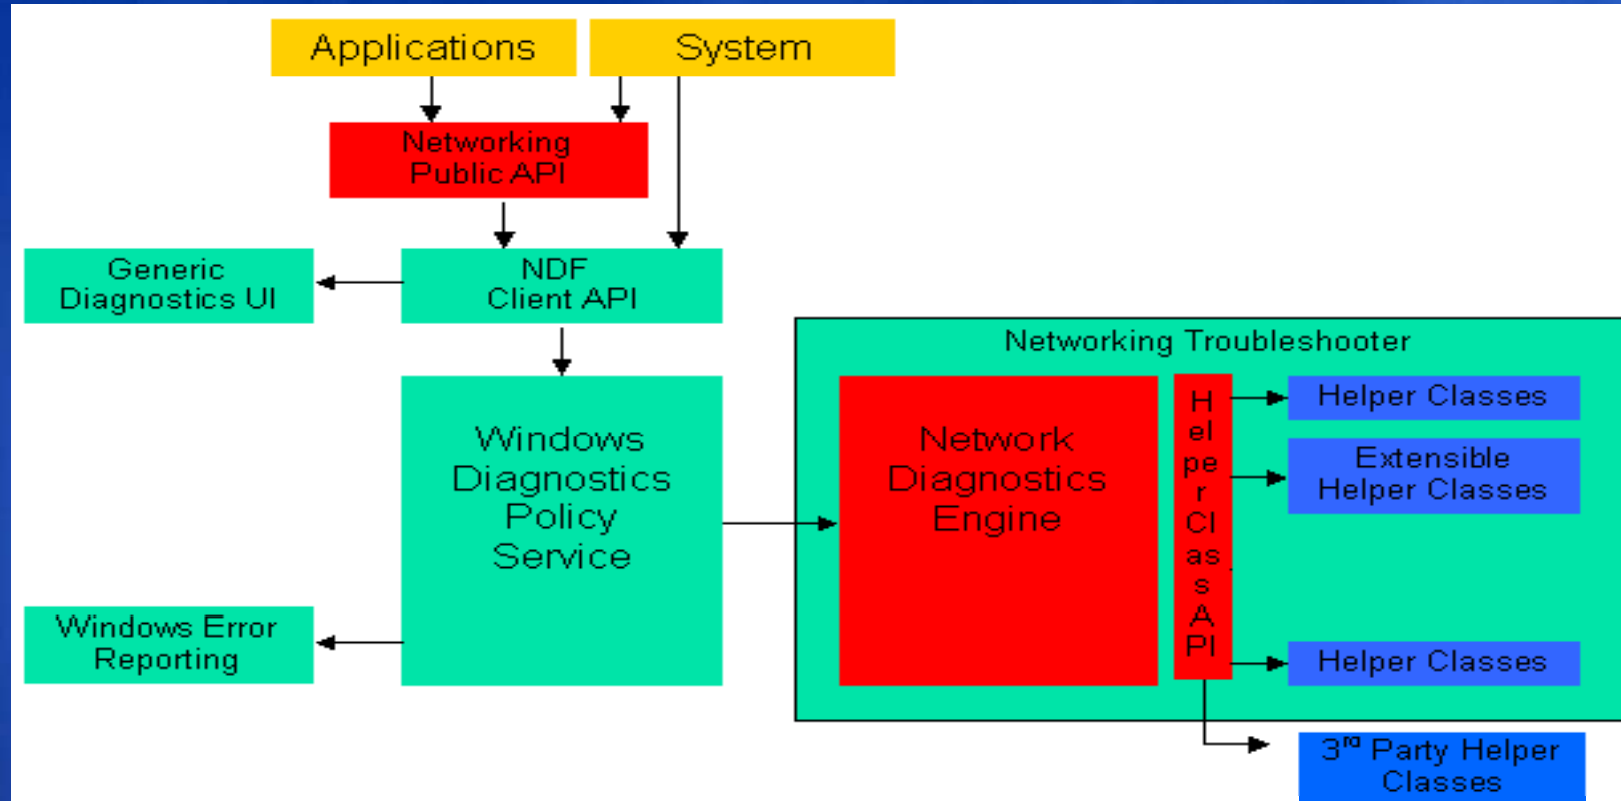 Applications
System
Networking
Public API
Generic
Diagnostics UI
NDF
Client API
Networking Troubleshooter
Windows
Diagnostics
Policy
Service
Network
Diagnostics
Engine
H
el
pe
r
Cl
as
s
A
PI
Helper Classes
Extensible
Helper Classes
Helper Classes
Windows Error
Reporting
3rd Party Helper
Classes